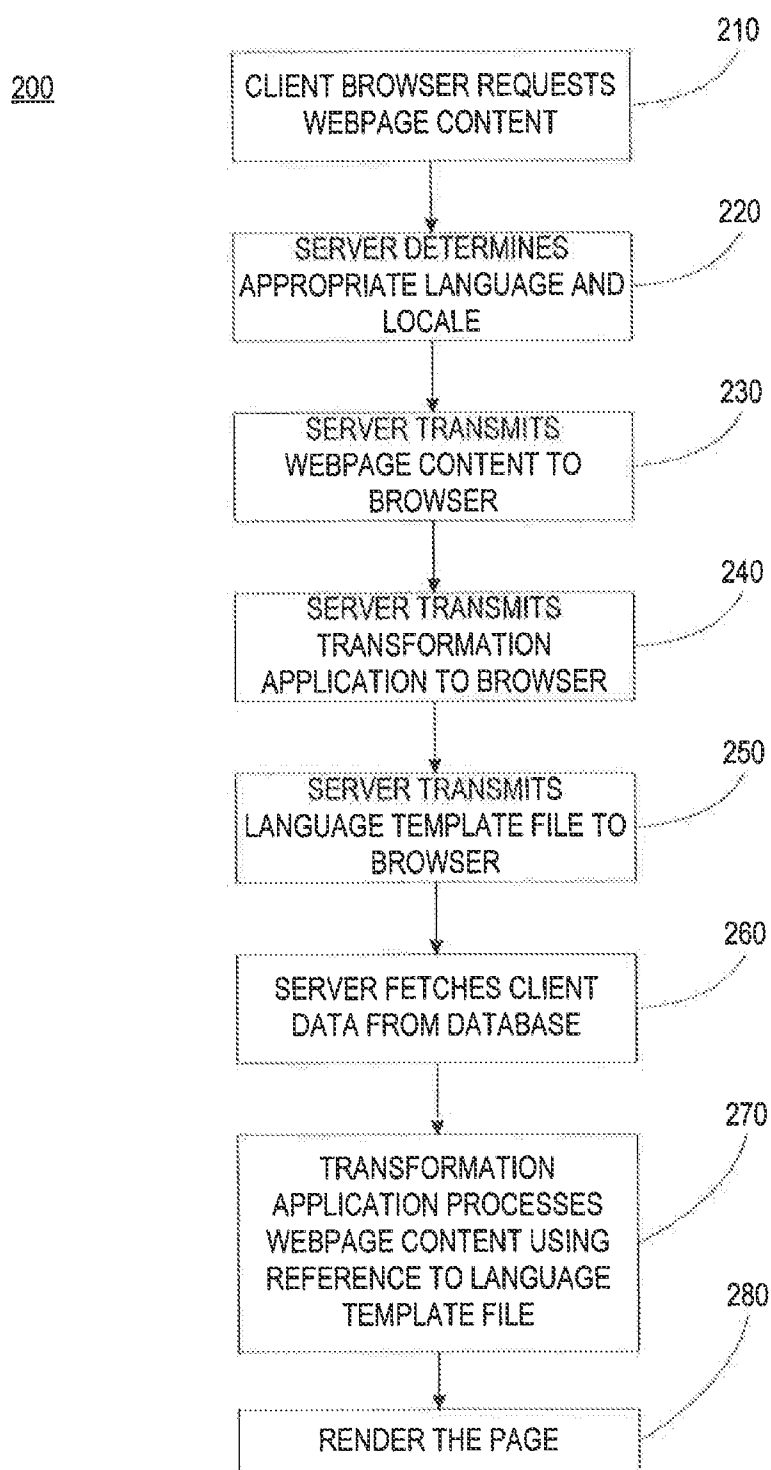 210
200
CLIENT BROWSER REQUESTS
WEBPAGE CONTENT
220
SERVER DETERMINES
APPROPRIATE LANGUAGE AND
LOCALE
230
SERVER TRANSMITS
WEBPAGE CONTENT TO
BROWSER
240
SERVER TRANSMITS
TRANSFORMATION
APPLICATION TO BROWSER
250
SERVER TRANSMITS
LANGUAGE TEMPLATE FILE TO
BROWSER
260
SERVER FETCHES CLIENT
DATA FROM DATABASE
270
TRANSFORMATION
APPLICATION PROCESSES
WEBPAGE CONTENT USING
REFERENCE TO LANGUAGE
TEMPLATE FILE
280
RENDER THE PAGE